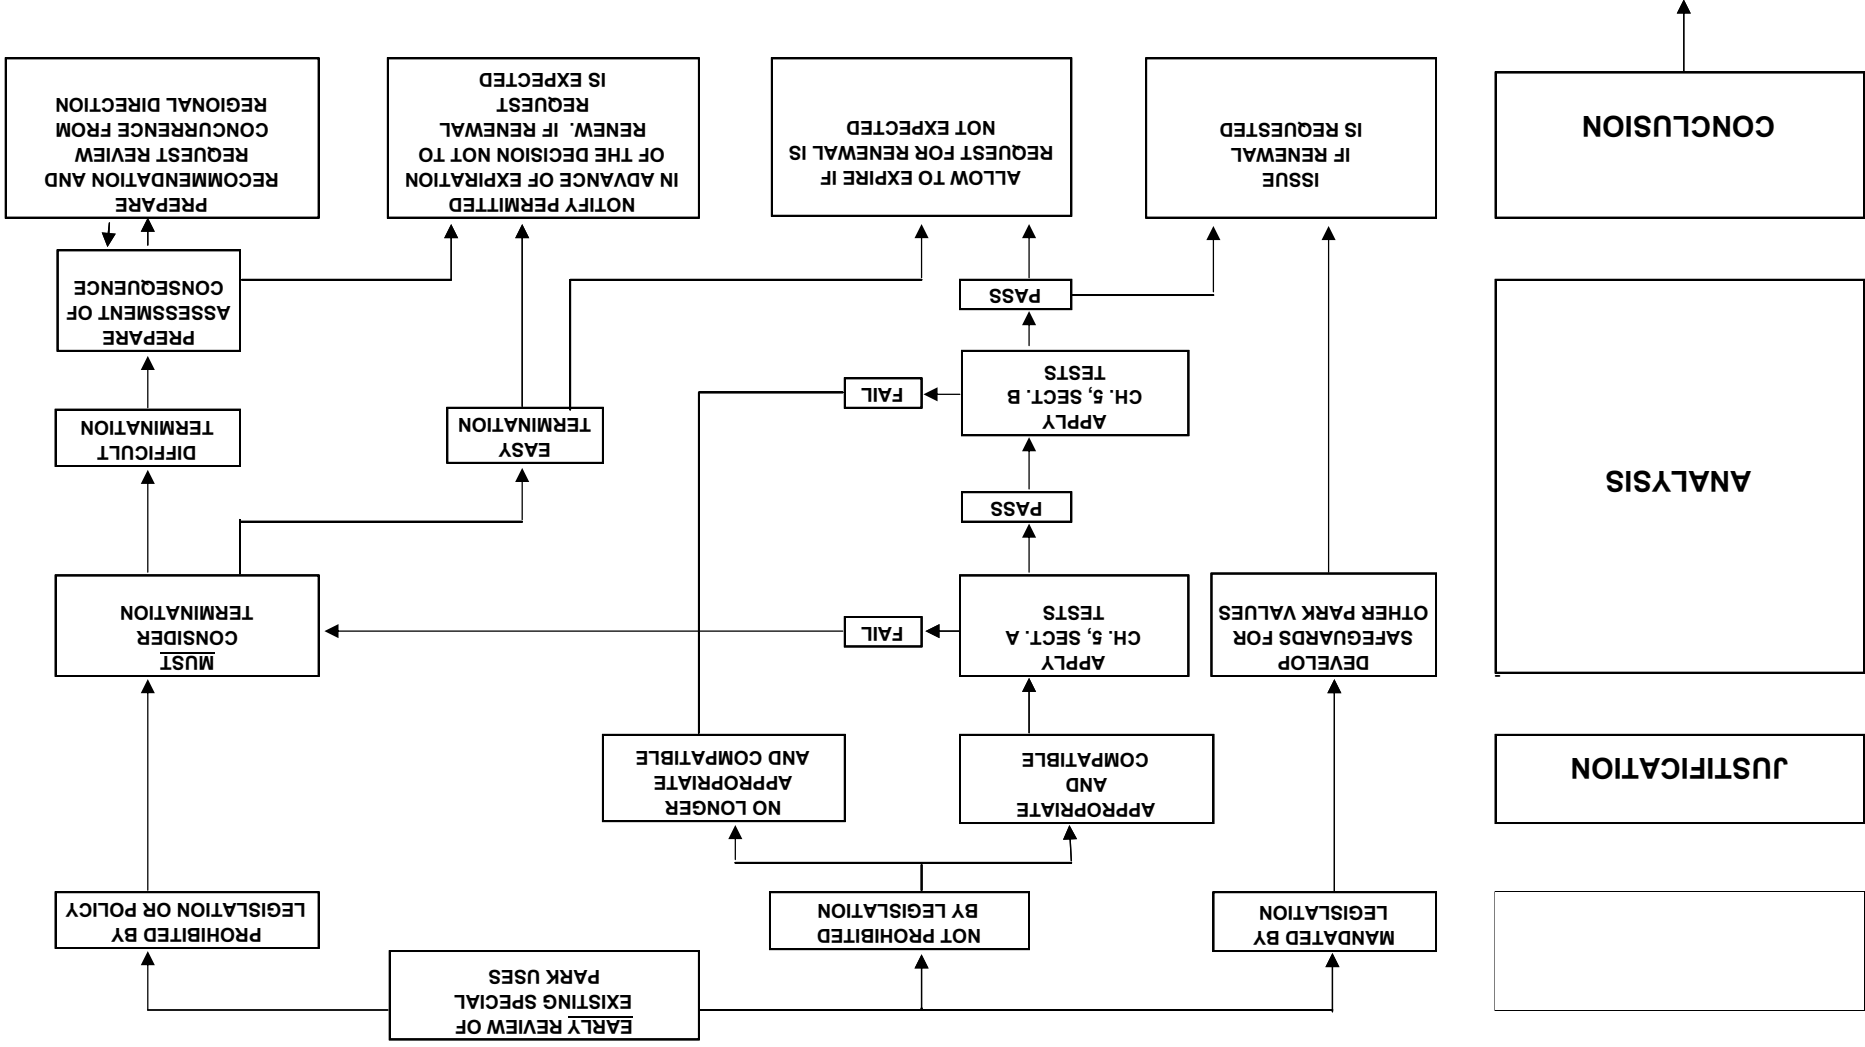 EARLY REVIEW OF
EXISTING SPECIAL
PARK USES
MANDATED BY
LEGISLATION
NOT PROHIBITED
BY LEGISLATION
PROHIBITED BY
LEGISLATION OR POLICY
JUSTIFICATION
APPROPRIATE
AND
COMPATIBLE
NO LONGER
APPROPRIATE
AND COMPATIBLE
ANALYSIS
DEVELOP
SAFEGUARDS FOR
OTHER PARK VALUES
APPLY
CH. 5, SECT. A
TESTS
FAIL
MUST
CONSIDER
TERMINATION
PASS
APPLY
CH. 5, SECT. B
TESTS
FAIL
EASY
TERMINATION
DIFFICULT
TERMINATION
PASS
PREPARE
ASSESSMENT OF
CONSEQUENCE
CONCLUSION
ISSUE
IF RENEWAL
IS REQUESTED
ALLOW TO EXPIRE IF
REQUEST FOR RENEWAL IS
NOT EXPECTED
NOTIFY PERMITTED
IN ADVANCE OF EXPIRATION
OF THE DECISION NOT TO
RENEW. IF RENEWAL
REQUEST
IS EXPECTED
PREPARE
RECOMMENDATION AND
REQUEST REVIEW
CONCURRENCE FROM
REGIONAL DIRECTION